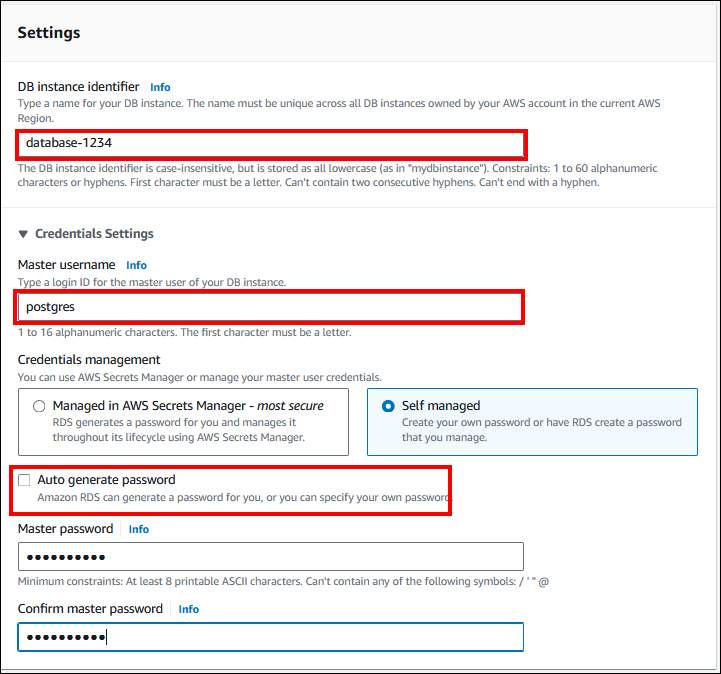 Settings
DB instance identifier Info
Type a name for your DB instance. The name must be unique across all DB instances owned by your AWS account in the current AWS
Region.
database-1234
The DB instance identifier is case-insensitive, but is stored as all lowercase (as in "mydbinstance"). Constraints: 1 to 60 alphanumeric
characters or hyphens. First character must be a letter. Can't contain two consecutive hyphens. Can't end with a hyphen.
Credentials Settings
Master username Info
Type a login ID for the master user of your DB instance.
postgres
1 to 16 alphanumeric characters. The first character must be a letter.
Credentials management
You can use AWS Secrets Manager or manage your master user credentials.
Managed in AWS Secrets Manager - most secure
RDS generates a password for you and manages it
throughout its lifecycle using AWS Secrets Manager.
Self managed
Create your own password or have RDS create a password
that you manage.
Auto generate password
Amazon RDS can generate a password for you, or you can specify your own password.
Master password Info
••••••••••
Minimum constraints: At least 8 printable ASCII characters. Can't contain any of the following symbols: / ' " @
Confirm master password Info
••••••••••